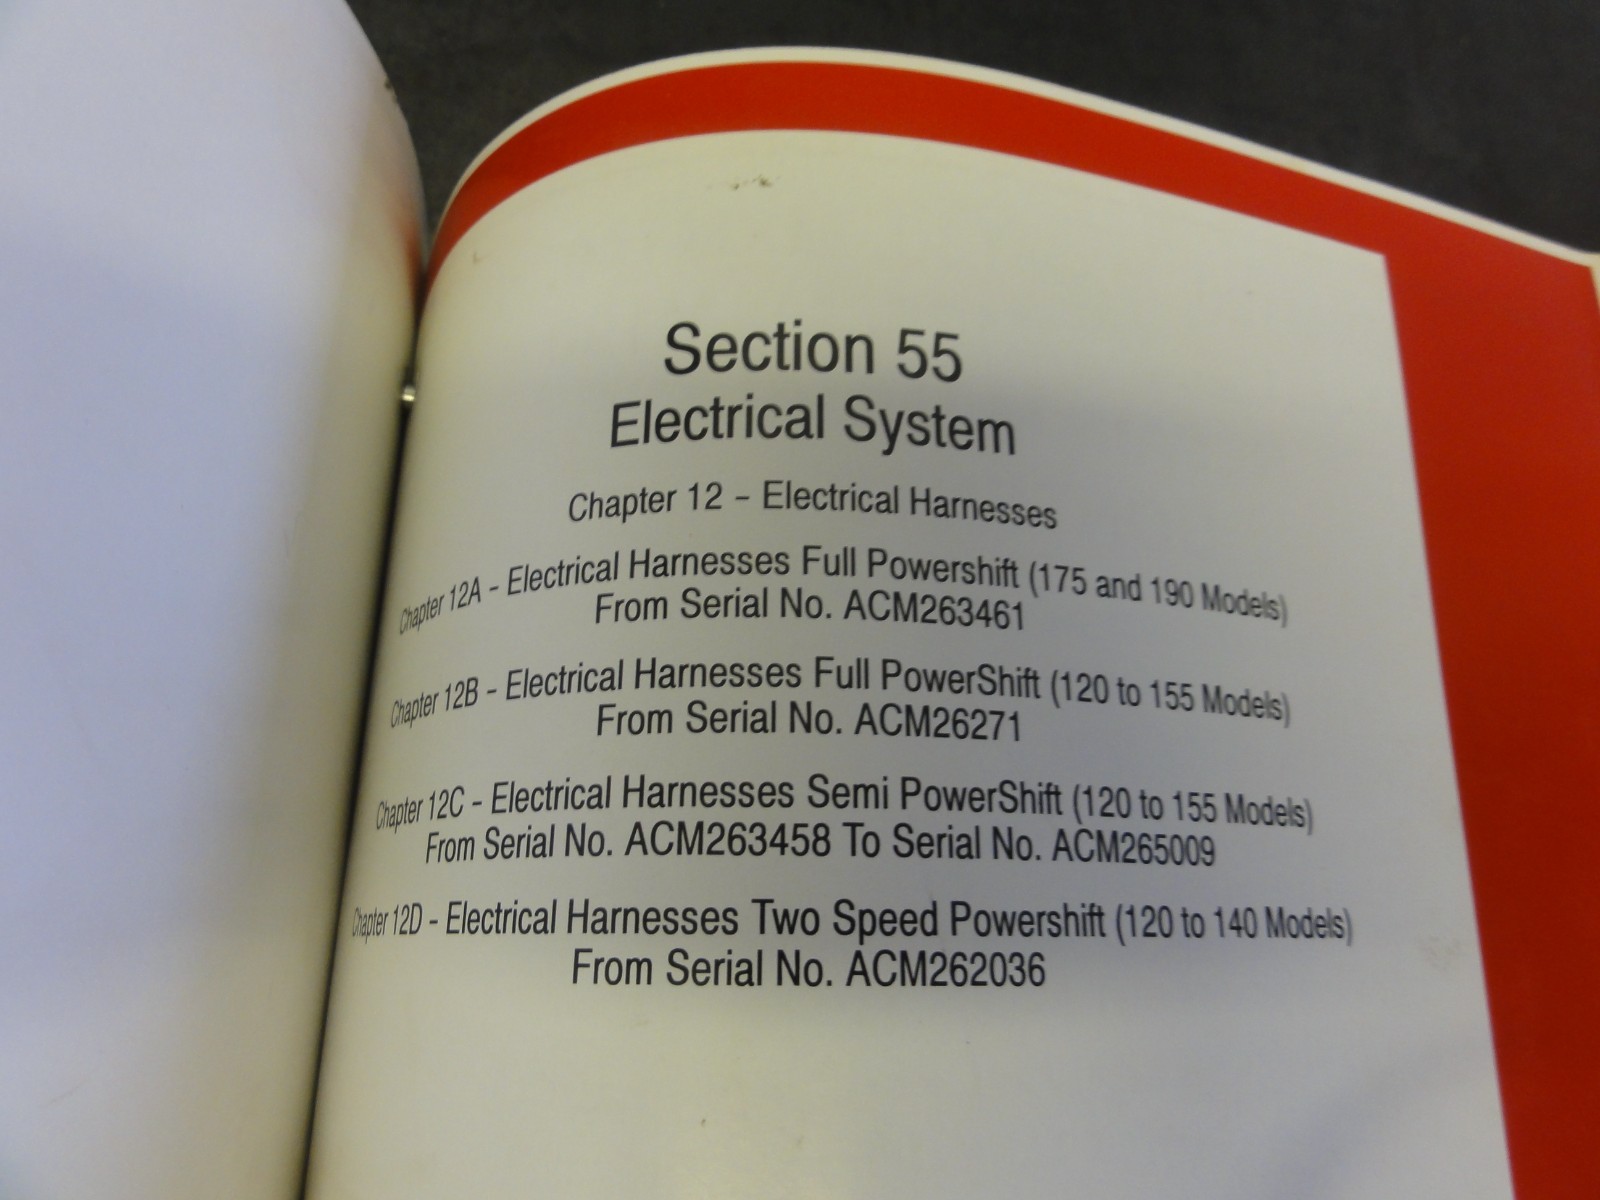 Section 55
Electrical System
Chapter 12 – Electrical Harnesses
Chapter 12A – Electrical Harnesses Full Powershift (175 and 190 Models)
From Serial No. ACM263461
Chapter 12B – Electrical Harnesses Full PowerShift (120 to 155 Models)
From Serial No. ACM26271
Chapter 12C – Electrical Harnesses Semi PowerShift (120 to 155 Models)
From Serial No. ACM263458 To Serial No. ACM265009
Chapter 12D – Electrical Harnesses Two Speed Powershift (120 to 140 Models)
From Serial No. ACM262036